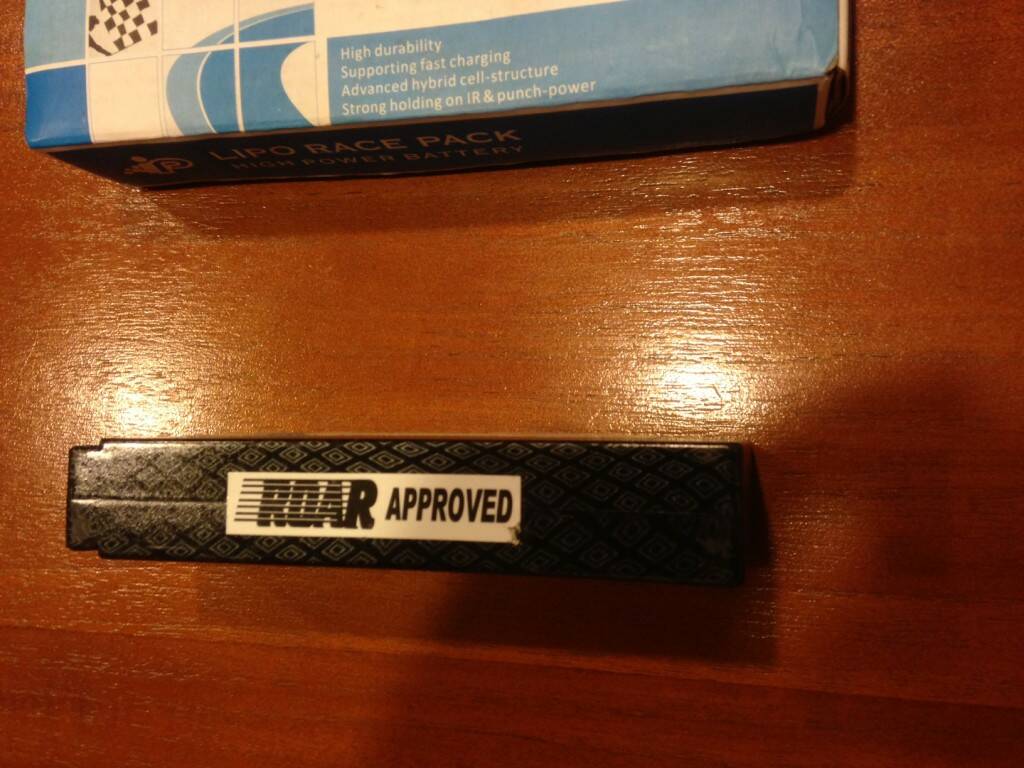 High durability
Supporting fast charging
Advanced hybrid cell-structure
Strong holding on IR & punch-power
LIPO RACE PACK
HIGH POWER BATTERY
ROAR APPROVED